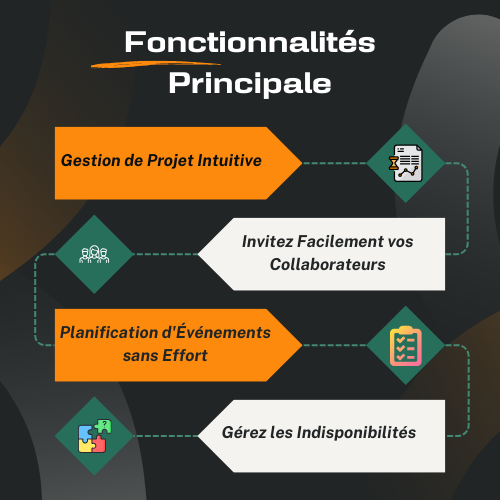 Fonctionnalités
Principale
Gestion de Projet Intuitive
Invitez Facilement vos
Collaborateurs
Planification d'Événements
sans Effort
Gérez les Indisponibilités